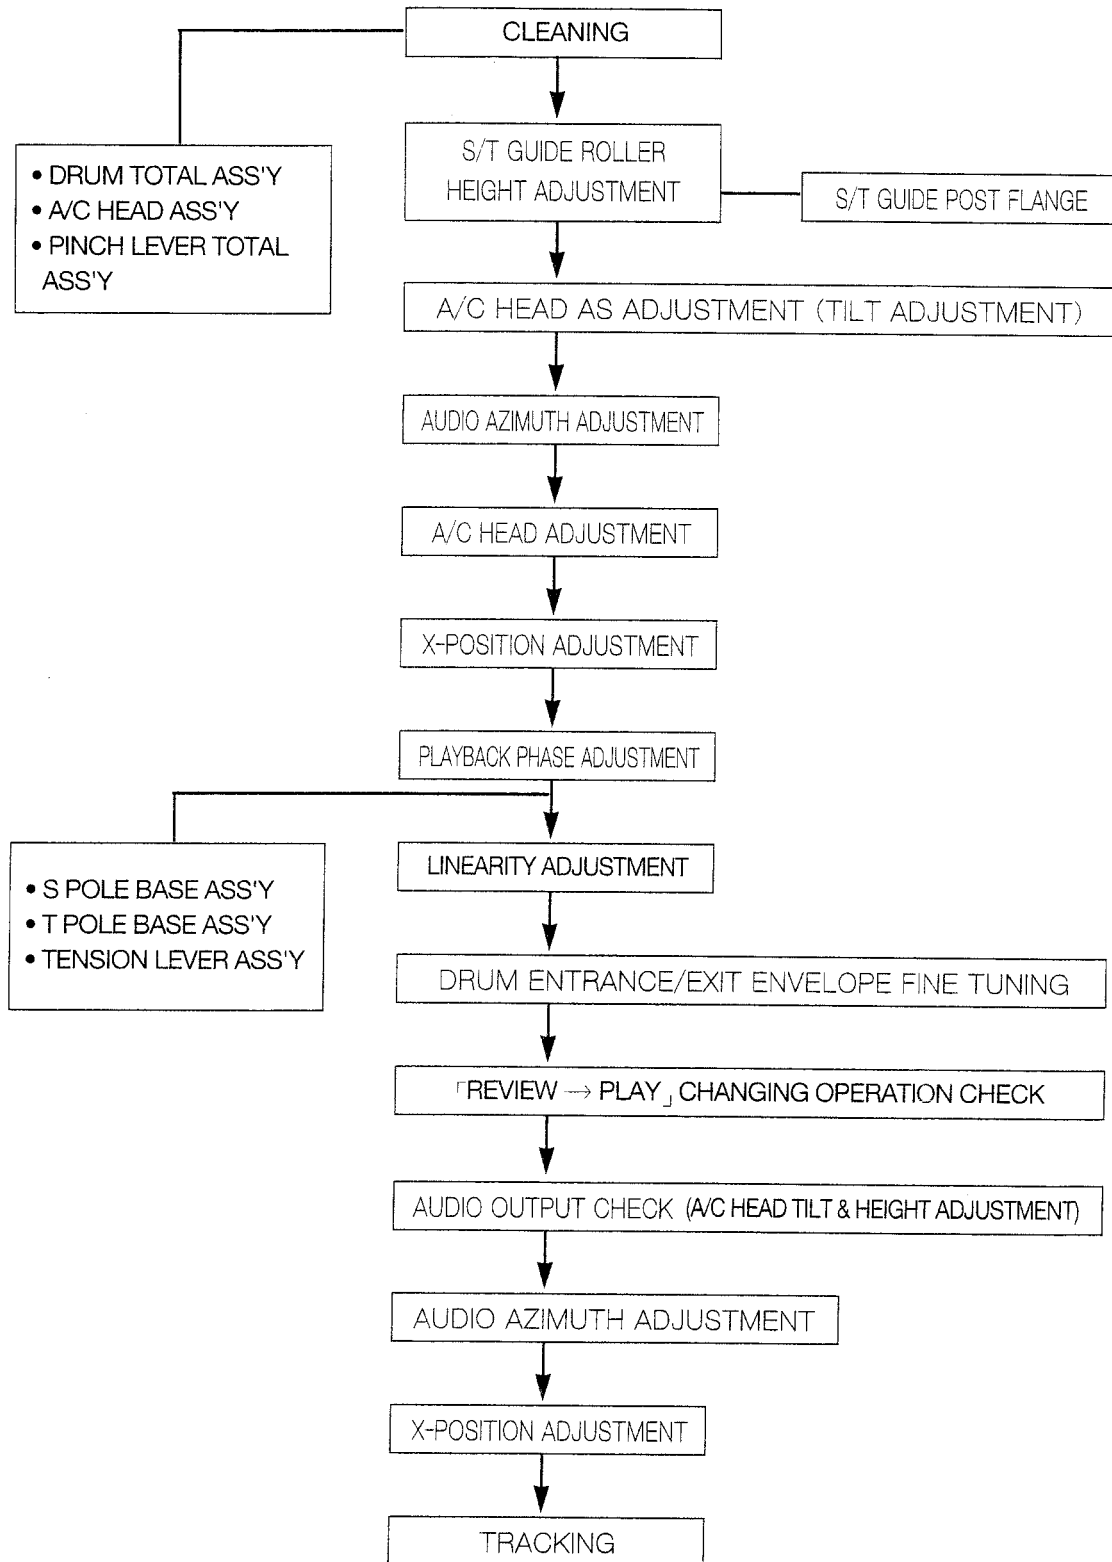 CLEANING
• DRUM TOTAL ASS'Y
• A/C HEAD ASS'Y
• PINCH LEVER TOTAL
ASS'Y
S/T GUIDE ROLLER
HEIGHT ADJUSTMENT
S/T GUIDE POST FLANGE
A/C HEAD AS ADJUSTMENT (TILT ADJUSTMENT)
AUDIO AZIMUTH ADJUSTMENT
A/C HEAD ADJUSTMENT
X-POSITION ADJUSTMENT
PLAYBACK PHASE ADJUSTMENT
• S POLE BASE ASS'Y
• T POLE BASE ASS'Y
• TENSION LEVER ASS'Y
LINEARITY ADJUSTMENT
DRUM ENTRANCE/EXIT ENVELOPE FINE TUNING
「REVIEW → PLAY」 CHANGING OPERATION CHECK
AUDIO OUTPUT CHECK (A/C HEAD TILT & HEIGHT ADJUSTMENT)
AUDIO AZIMUTH ADJUSTMENT
X-POSITION ADJUSTMENT
TRACKING